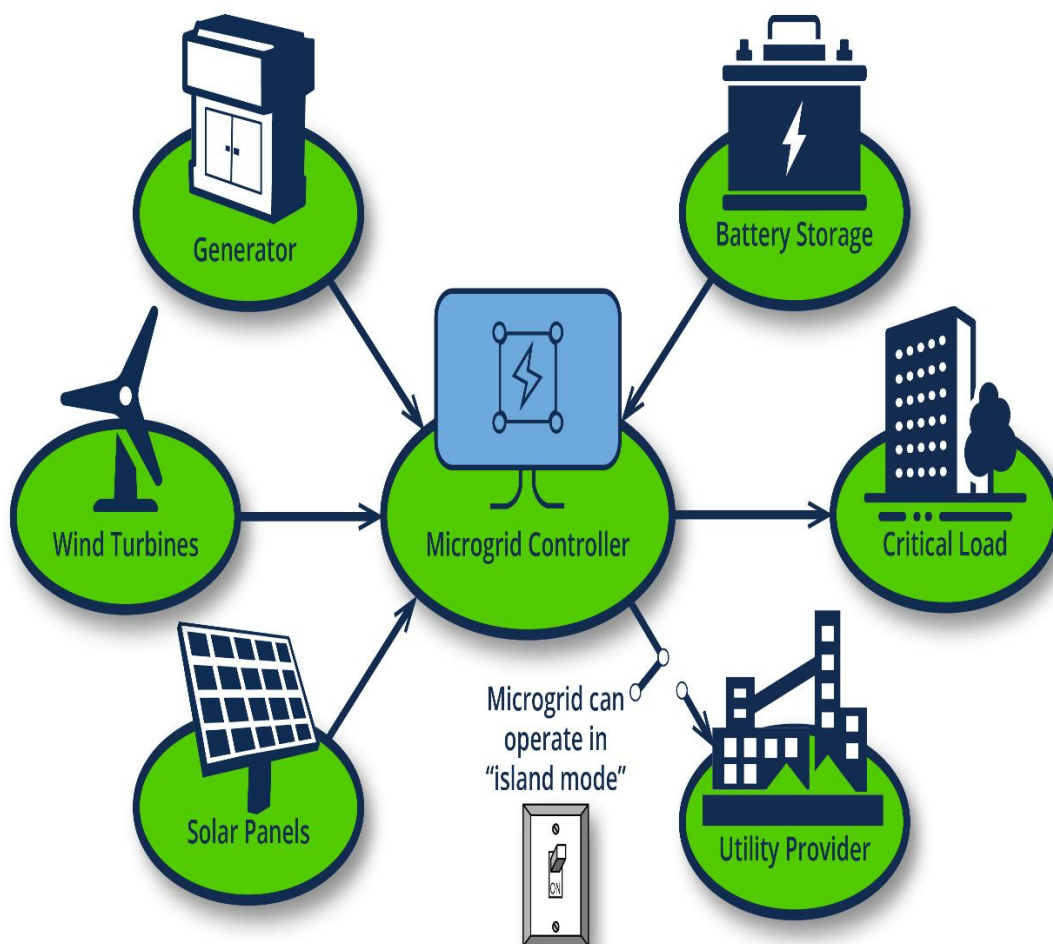 Generator
Battery Storage
Wind Turbines
Microgrid Controller
Critical Load
Microgrid can
operate in
“island mode”
ON
Solar Panels
Utility Provider